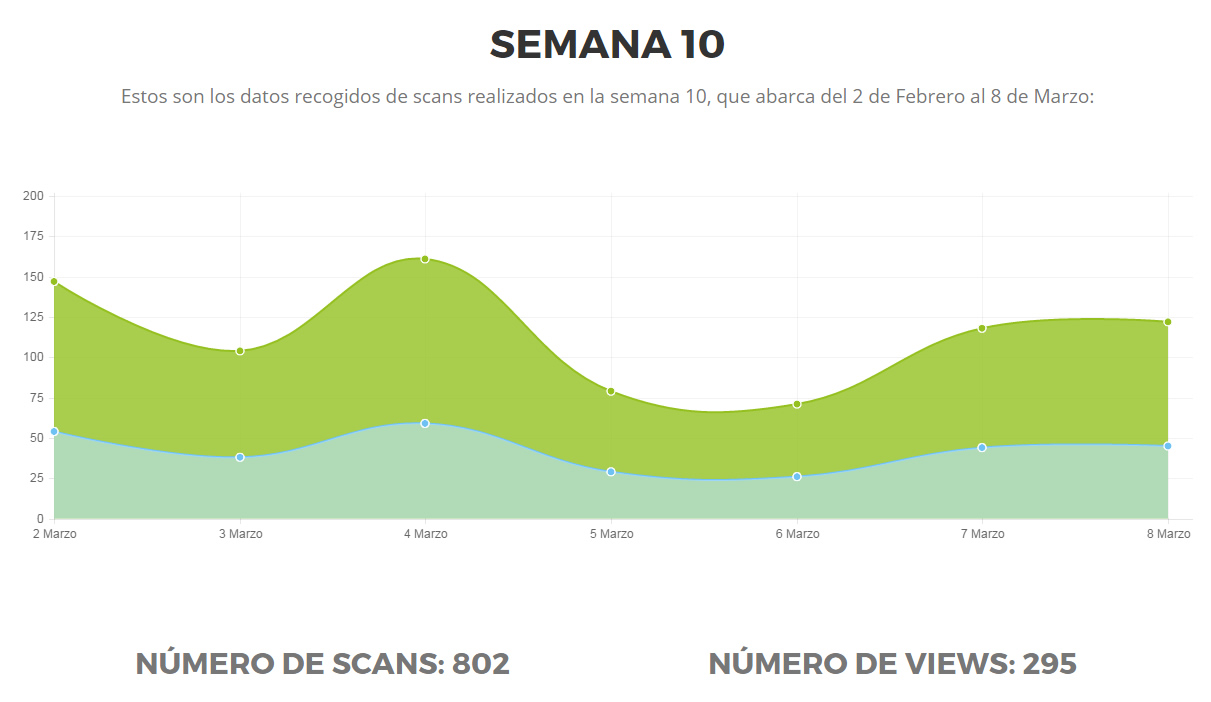 SEMANA 10
Estos son los datos recogidos de scans realizados en la semana 10, que abarca del 2 de Febrero al 8 de Marzo:
200
175
150
125
100
75
50
25
0
2 Marzo 3 Marzo 4 Marzo 5 Marzo 6 Marzo 7 Marzo 8 Marzo
NÚMERO DE SCANS: 802 NÚMERO DE VIEWS: 295